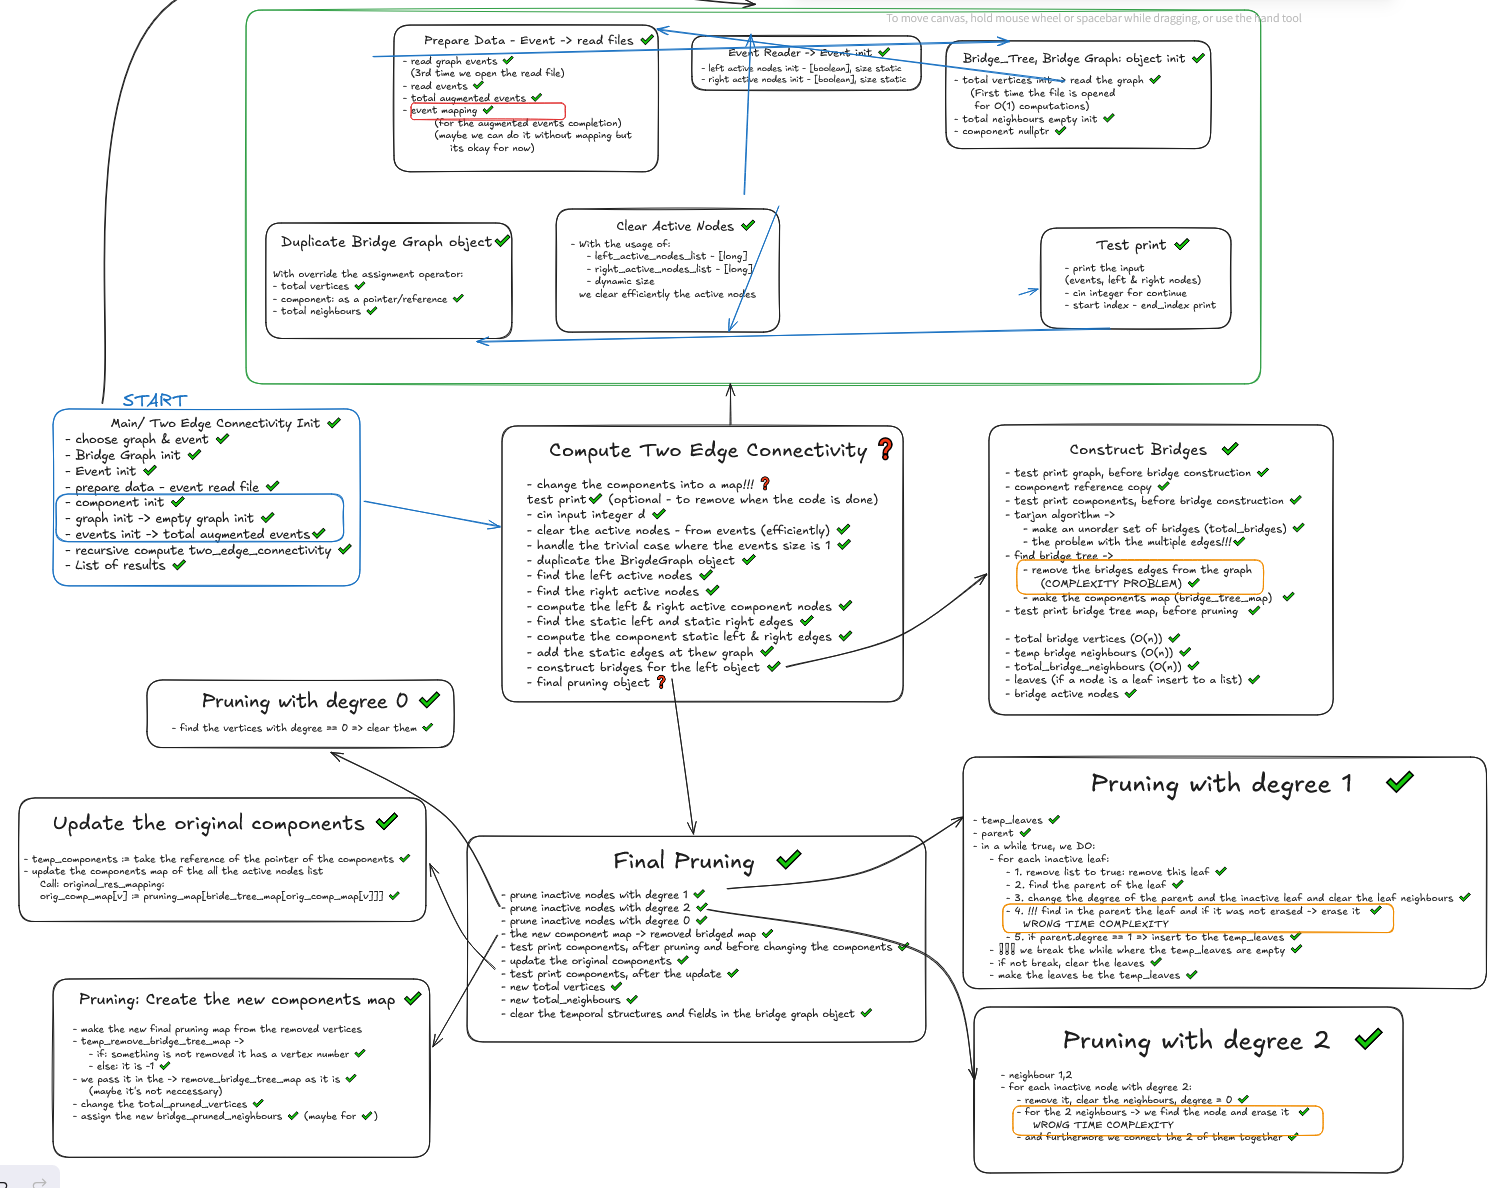 To move canvas, hold mouse wheel or spacebar while dragging, or use the hand tool
Prepare Data - Event -> read files
- read graph events
(3rd time we open the read file)
- read events
- total augmented events
- event mapping
(for the augmented events completion)
(maybe we can do it without mapping but
its okay for now)
Event Reader -> Event init
- left active nodes init - [boolean], size static
- right active nodes init - [boolean], size static
Bridge_Tree, Bridge Graph: object init
- total vertices init -> read the graph
(First time the file is opened
for O(1) computations)
- total neighbours empty init
- component nullptr
Duplicate Bridge Graph object
With override the assignment operator:
- total vertices
- component: as a pointer/reference
- total neighbours
Clear Active Nodes
- With the usage of:
- left_active_nodes_list - [long]
- right_active_nodes_list - [long]
- dynamic size
we clear efficiently the active nodes
Test print
- print the input
(events, left & right nodes)
- cin integer for continue
- start index - end_index print
START
Main/ Two Edge Connectivity Init
- choose graph & event
- Bridge Graph init
- Event init
- prepare data - event read file
- component init
- graph init -> empty graph init
- events init -> total augmented events
- recursive compute two_edge_connectivity
- List of results
Compute Two Edge Connectivity
- change the components into a map!!!
test print (optional - to remove when the code is done)
- cin input integer d
- clear the active nodes - from events (efficiently)
- handle the trivial case where the events size is 1
- duplicate the BrigdeGraph object
- find the left active nodes
- find the right active nodes
- compute the left & right active component nodes
- find the static left and static right edges
- compute the component static left & right edges
- add the static edges at thew graph
- construct bridges for the left object
- final pruning object
Construct Bridges
- test print graph, before bridge construction
- component reference copy
- test print components, before bridge construction
- tarjan algorithm ->
- make an unorder set of bridges (total_bridges)
- the problem with the multiple edges!!!
- find bridge tree ->
- remove the bridges edges from the graph
(COMPLEXITY PROBLEM)
- make the components map (bridge_tree_map)
- test print bridge tree map, before pruning
- total bridge vertices (O(n))
- temp bridge neighbours (O(n))
- total_bridge_neighbours (O(n))
- leaves (if a node is a leaf insert to a list)
- bridge active nodes
Pruning with degree 0
- find the vertices with degree == 0 => clear them
Update the original components
- temp_components := take the reference of the pointer of the components
- update the components map of the all the active nodes list
Call: original_res_mapping:
orig_comp_map[v] := pruning_map[bride_tree_map[orig_comp_map[v]]]
Final Pruning
- prune inactive nodes with degree 1
- prune inactive nodes with degree 2
- prune inactive nodes with degree 0
- the new component map -> removed bridged map
- test print components, after pruning and before changing the components
- update the original components
- test print components, after the update
- new total vertices
- new total_neighbours
- clear the temporal structures and fields in the bridge graph object
Pruning with degree 1
- temp_leaves
- parent
- in a while true, we DO:
- for each inactive leaf:
- 1. remove list to true: remove this leaf
- 2. find the parent of the leaf
- 3. change the degree of the parent and the inactive leaf and clear the leaf neighbours
- 4. !!! find in the parent the leaf and if it was not erased -> erase it
WRONG TIME COMPLEXITY
- 5. if parent.degree == 1 => insert to the temp_leaves
- !!! we break the while where the temp_leaves are empty
- if not break, clear the leaves
- make the leaves be the temp_leaves
Pruning: Create the new components map
- make the new final pruning map from the removed vertices
- temp_remove_bridge_tree_map ->
- if: something is not removed it has a vertex number
- else: it is -1
- we pass it in the -> remove_bridge_tree_map as it is
(maybe it's not neccessary)
- change the total_pruned_vertices
- assign the new bridge_pruned_neighbours (maybe for )
Pruning with degree 2
- neighbour 1,2
- for each inactive node with degree 2:
- remove it, clear the neighbours, degree = 0
- for the 2 neighbours -> we find the node and erase it
WRONG TIME COMPLEXITY
- and furthermore we connect the 2 of them together